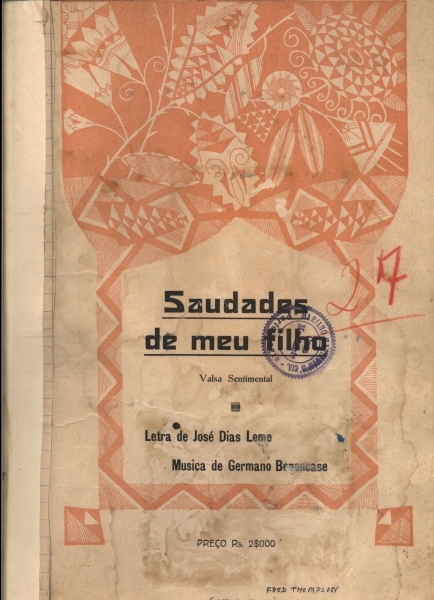 27
Saudades
de meu filho
Valsa Sentimental
Letra de José Dias Leme
Musica de Germano Benencase
PREÇO Rs. 2$000
FRED THOMPSON